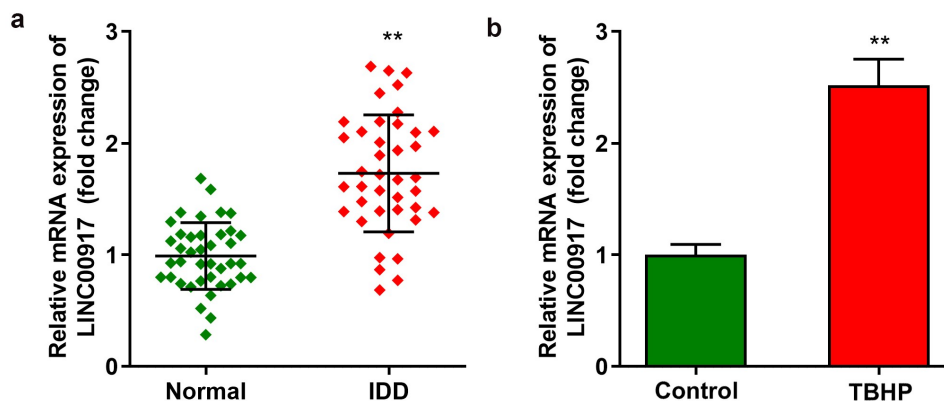 a
Relative mRNA expression of
LINC00917 (fold change)
3
2
1
0
**
Normal
IDD
b
Relative mRNA expression of
LINC00917 (fold change)
3
2
1
0
**
Control
TBHP